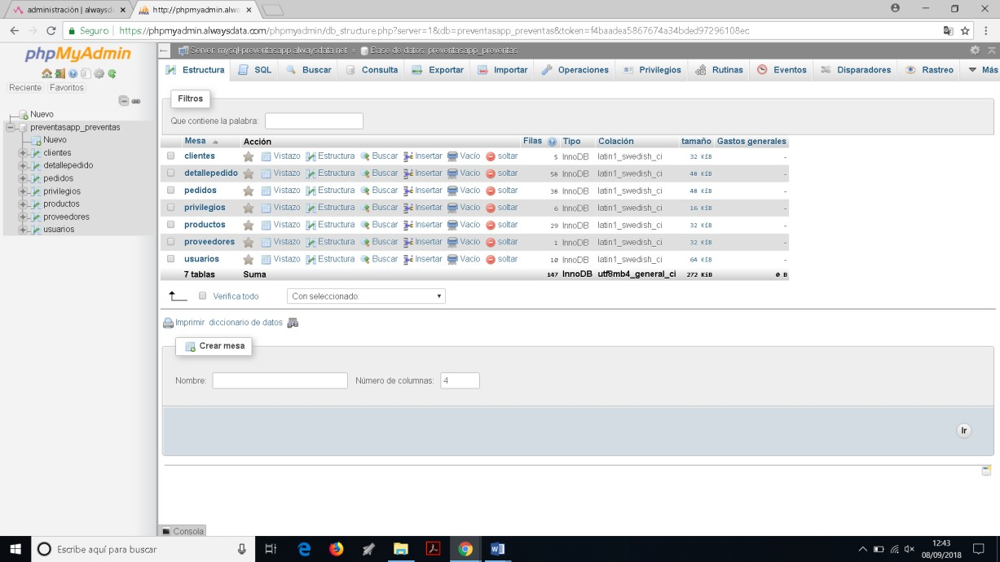 administración | alwaysd
http://phpmyadmin.alwa
Seguro | https://phpmyadmin.alwaysdata.com/phpmyadmin/db_structure.php?server=1&db=preventasapp_preventas&token=f4baadea5867674a34bded97296108ec
phpMyAdmin
Reciente Favoritos
Nuevo
preventasapp_preventas
Nuevo
clientes
detallepedido
pedidos
privilegios
productos
proveedores
usuarios
Server: mysql-preventasapp.alwaysdata.net » Base de datos: preventasapp_preventas
Estructura SQL Buscar Consulta Exportar Importar Operaciones Privilegios Rutinas Eventos Disparadores Rastreo Más
Filtros
Que contiene la palabra:
Mesa Acción Filas Tipo Colación tamaño Gastos generales
clientes Vistazo Estructura Buscar Insertar Vacío soltar 5 InnoDB latin1_swedish_ci 32 KiB -
detallepedido Vistazo Estructura Buscar Insertar Vacío soltar 58 InnoDB latin1_swedish_ci 48 KiB -
pedidos Vistazo Estructura Buscar Insertar Vacío soltar 38 InnoDB latin1_swedish_ci 48 KiB -
privilegios Vistazo Estructura Buscar Insertar Vacío soltar 6 InnoDB latin1_swedish_ci 16 KiB -
productos Vistazo Estructura Buscar Insertar Vacío soltar 29 InnoDB latin1_swedish_ci 32 KiB -
proveedores Vistazo Estructura Buscar Insertar Vacío soltar 1 InnoDB latin1_swedish_ci 32 KiB -
usuarios Vistazo Estructura Buscar Insertar Vacío soltar 10 InnoDB latin1_swedish_ci 64 KiB -
7 tablas Suma 147 InnoDB utf8mb4_general_ci 272 KiB 0 B
Verifica todo Con seleccionado:
Imprimir diccionario de datos
Crear mesa
Nombre: Número de columnas: 4
Ir
Consola
Escribe aquí para buscar
12:43
08/09/2018